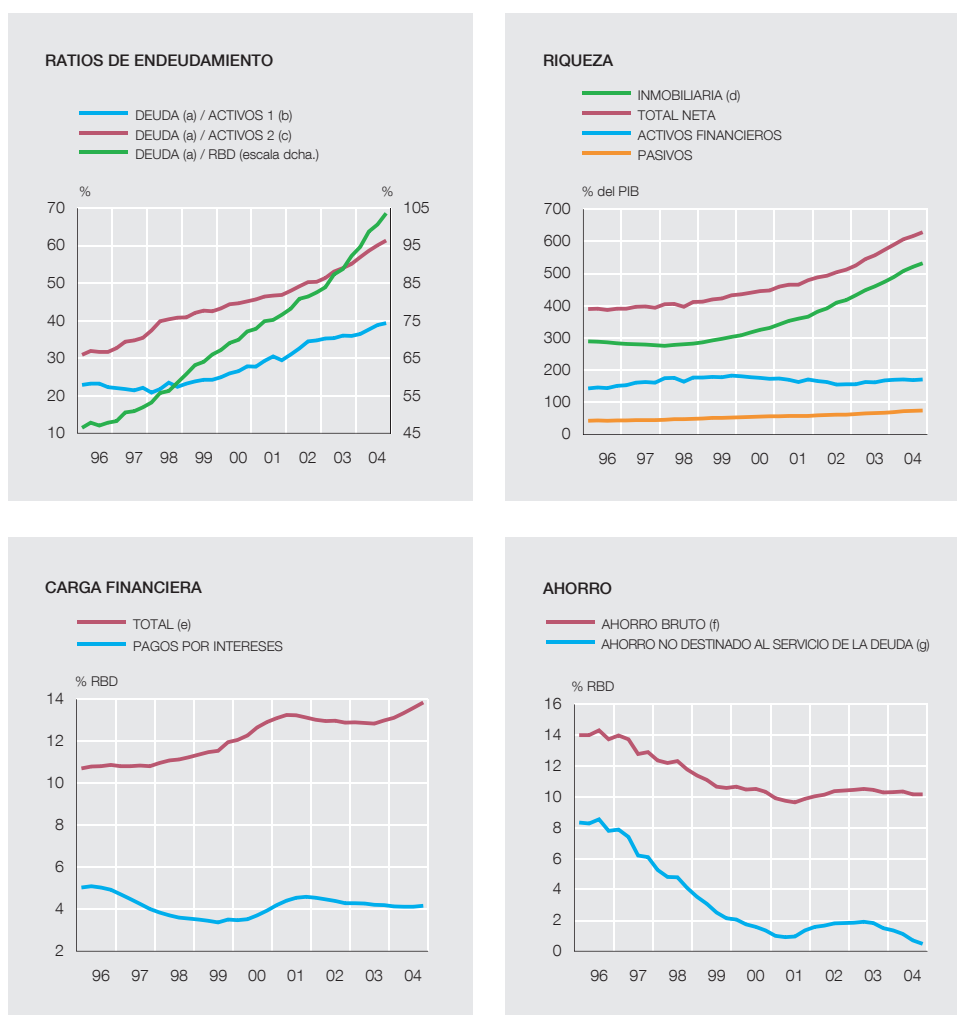 RATIOS DE ENDEUDAMIENTO
DEUDA (a) / ACTIVOS 1 (b)
DEUDA (a) / ACTIVOS 2 (c)
DEUDA (a) / RBD (escala dcha.)
% %
70 105
60 95
50 85
40 75
30 65
20 55
10 45
96 97 98 99 00 01 02 03 04
RIQUEZA
INMOBILIARIA (d)
TOTAL NETA
ACTIVOS FINANCIEROS
PASIVOS
% del PIB
700
600
500
400
300
200
100
0
96 97 98 99 00 01 02 03 04
CARGA FINANCIERA
TOTAL (e)
PAGOS POR INTERESES
% RBD
14
12
10
8
6
4
2
96 97 98 99 00 01 02 03 04
AHORRO
AHORRO BRUTO (f)
AHORRO NO DESTINADO AL SERVICIO DE LA DEUDA (g)
% RBD
16
14
12
10
8
6
4
2
0
96 97 98 99 00 01 02 03 04